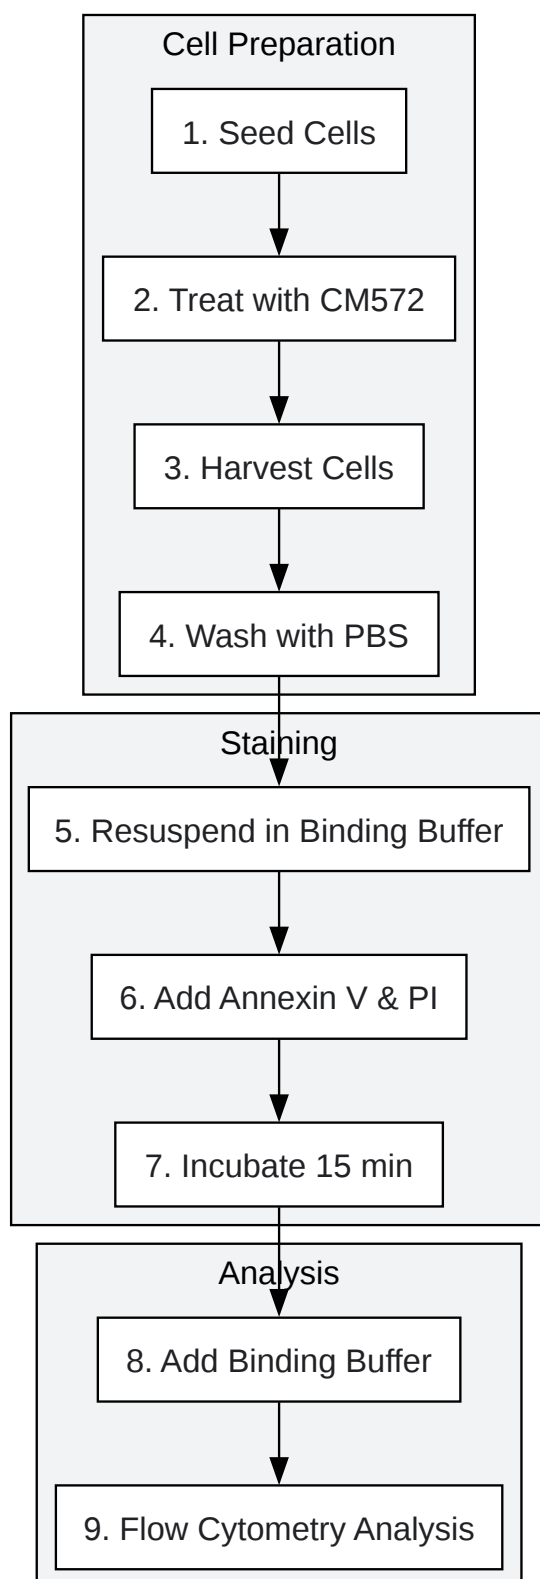 Cell Preparation
1. Seed Cells
2. Treat with CM572
3. Harvest Cells
4. Wash with PBS
Staining
5. Resuspend in Binding Buffer
6. Add Annexin V & PI
7. Incubate 15 min
Analysis
8. Add Binding Buffer
9. Flow Cytometry Analysis